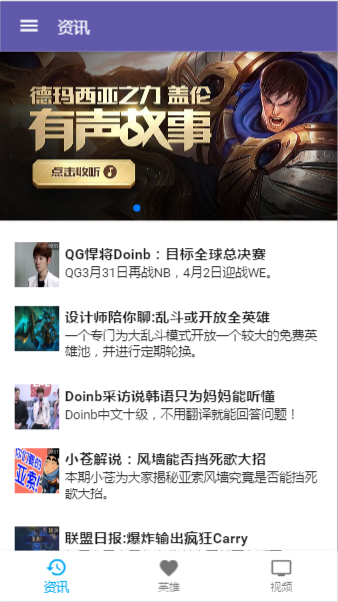 资讯
德玛西亚之力 盖伦
有声故事
点击收听
QG悍将Doinb：目标全球总决赛
QG3月31日再战NB，4月2日迎战WE。
设计师陪你聊:乱斗或开放全英雄
一个专门为大乱斗模式开放一个较大的免费英
雄池，并进行定期轮换。
Doinb采访说韩语只为妈妈能听懂
Doinb中文十级，不用翻译就能回答问题！
小苍解说：风墙能否挡死歌大招
本期小苍为大家揭秘亚索风墙究竟是否能挡死
歌大招。
联盟日报:爆炸输出疯狂Carry
资讯
英雄
视频